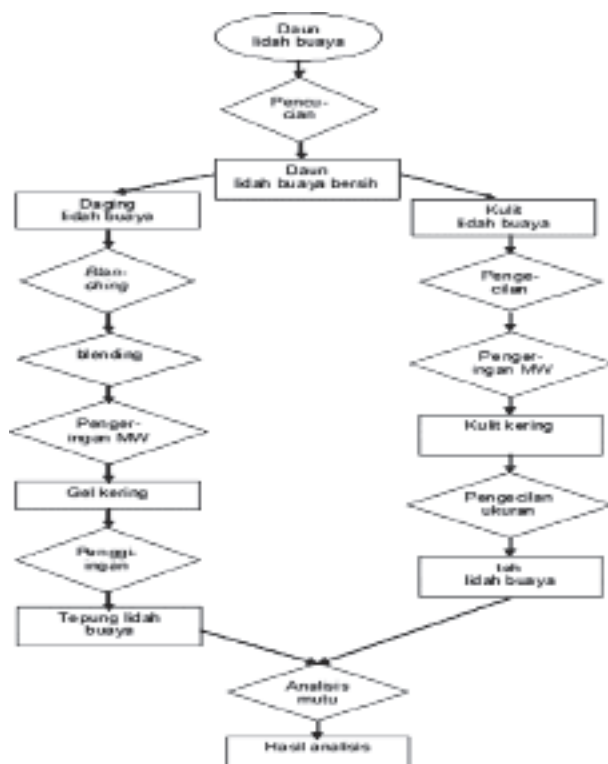 Daun
lidah buaya
Pencu-
cian
Daun
lidah buaya bersih
Daging
lidah buaya
Kulit
lidah buaya
Blan-
ching
Penge-
cilan
blending
Penger-
ingan MW
Penger-
ingan MW
Kulit kering
Gel kering
Pengecilan
ukuran
Penggi-
ingan
teh
lidah buaya
Tepung lidah
buaya
Analisis
mutu
Hasil analisis